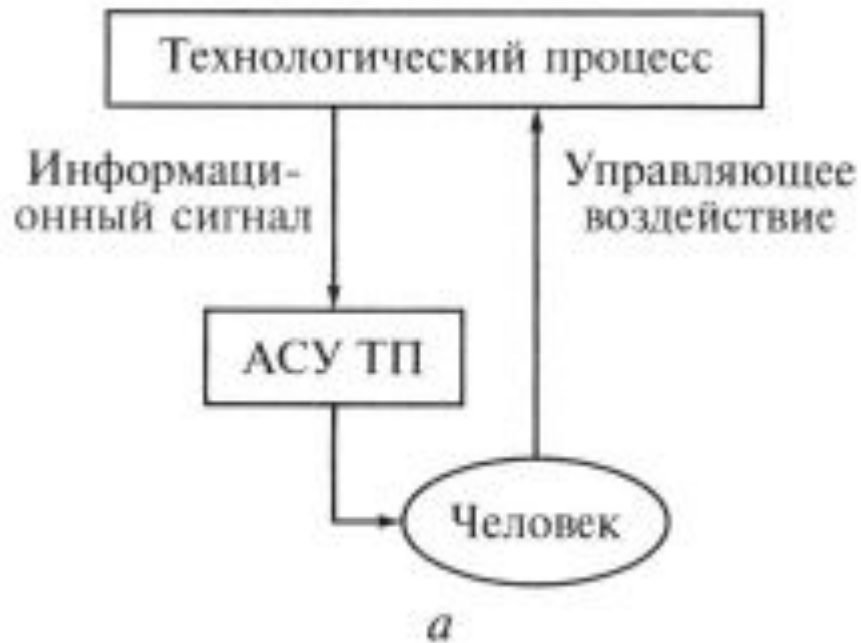 Технологический процесс
Информаци-
онный сигнал
Управляющее
воздействие
АСУ ТП
Человек
а